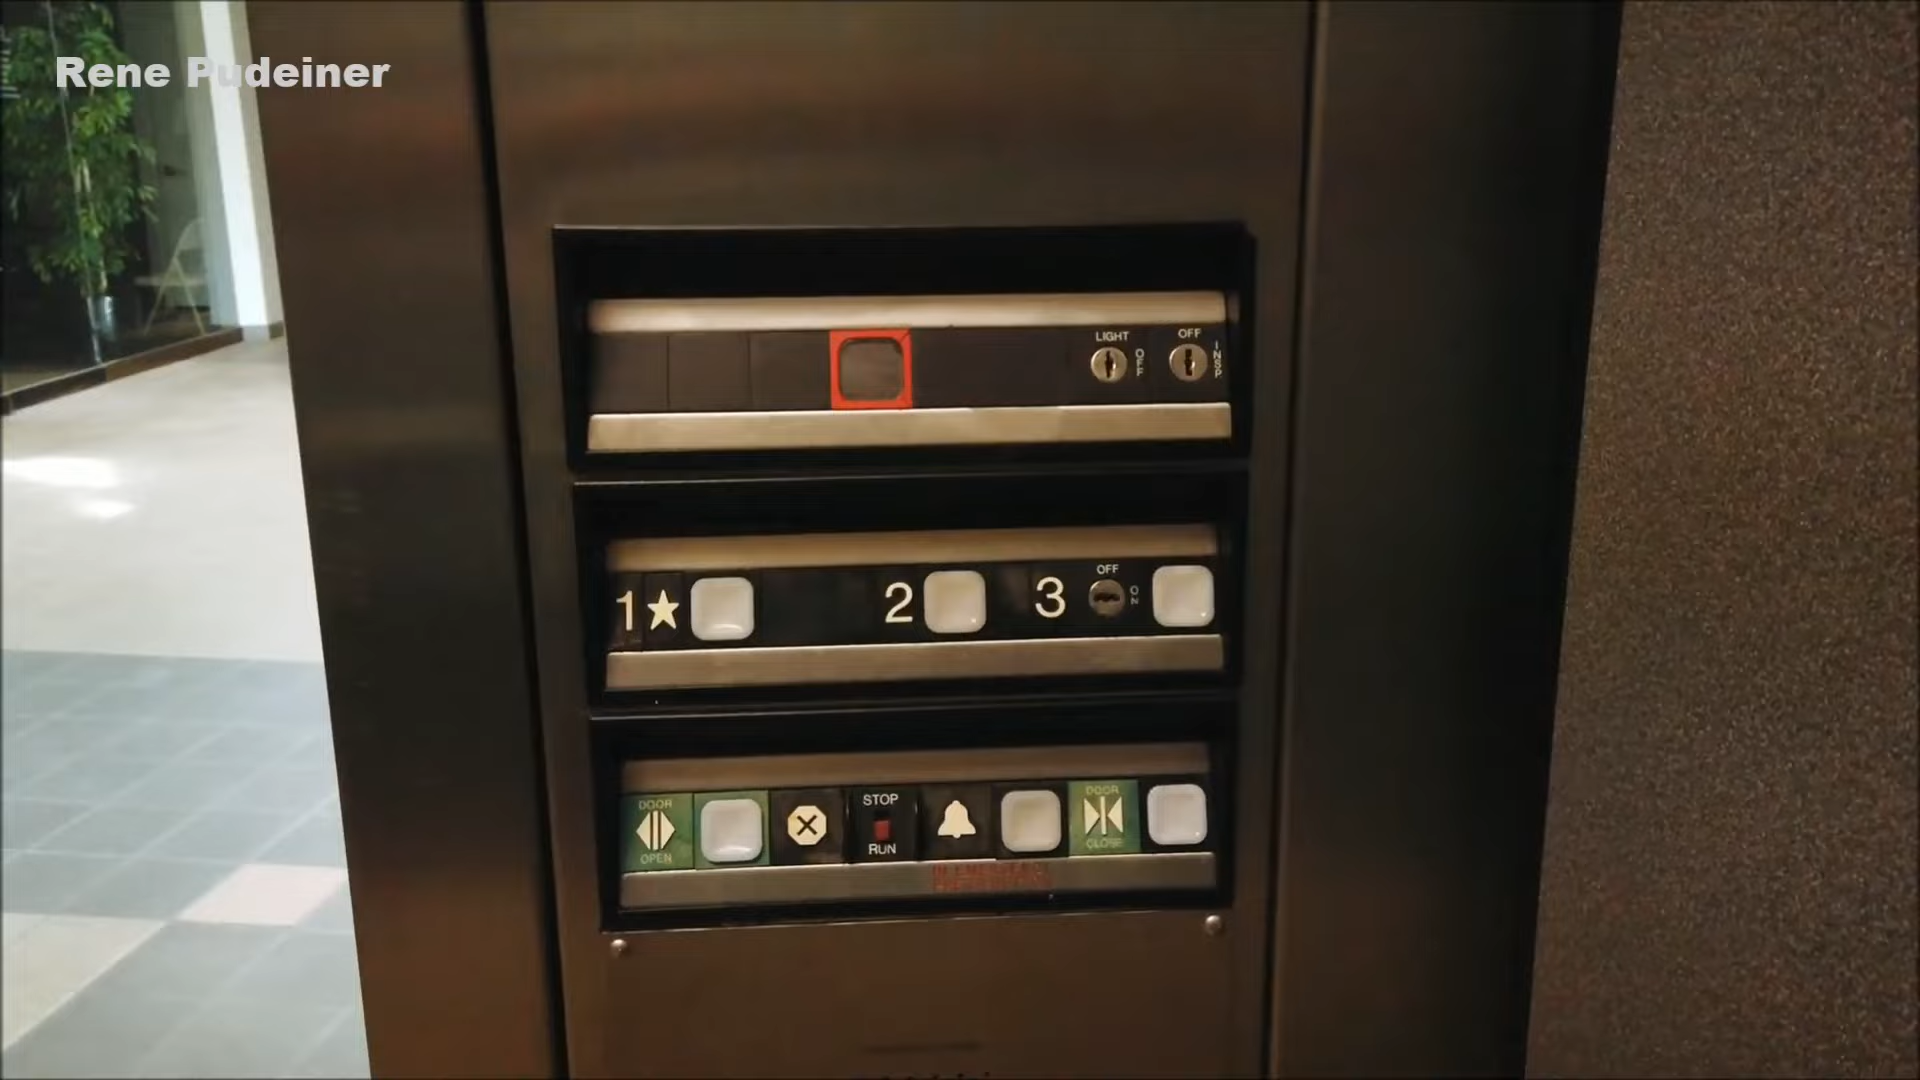 Rene Pudeiner
LIGHT
OFF
OFF
INSP
1★
2
3
OFF
ON
DOOR
OPEN
STOP
RUN
DOOR
CLOSE